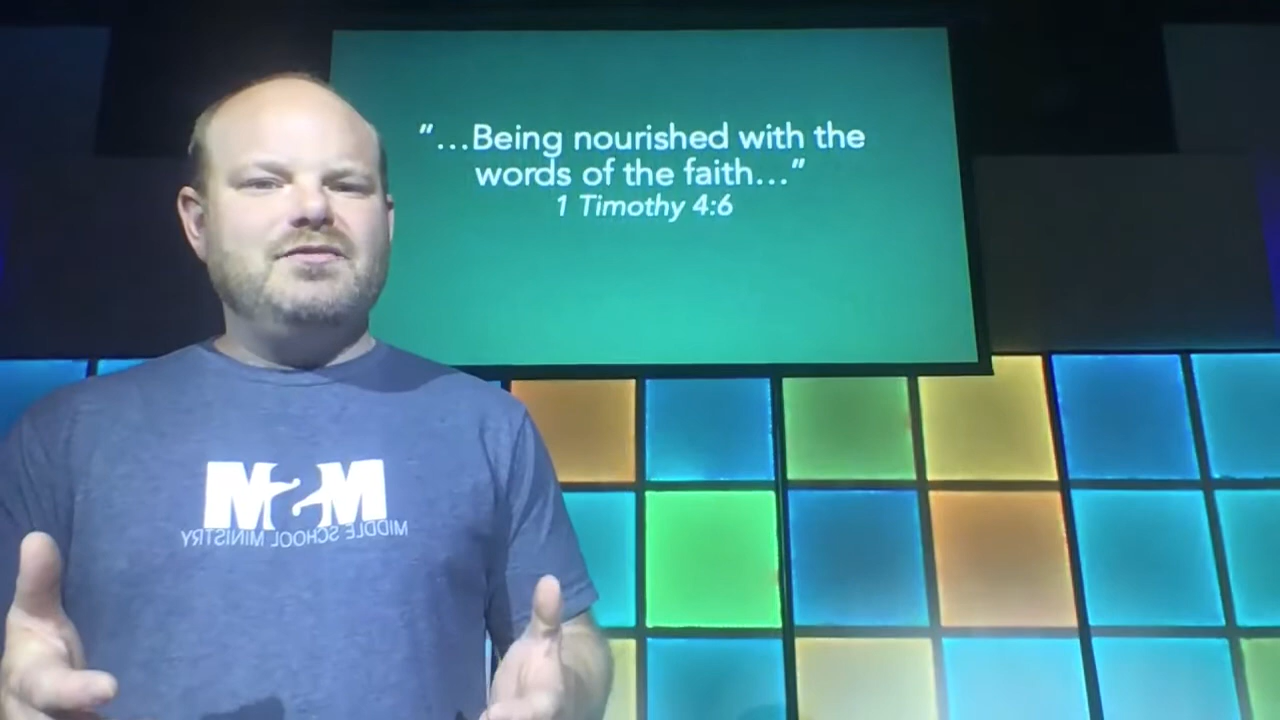 "...Being nourished with the
words of the faith..."
1 Timothy 4:6
MSM
MIDDLE SCHOOL MINISTRY